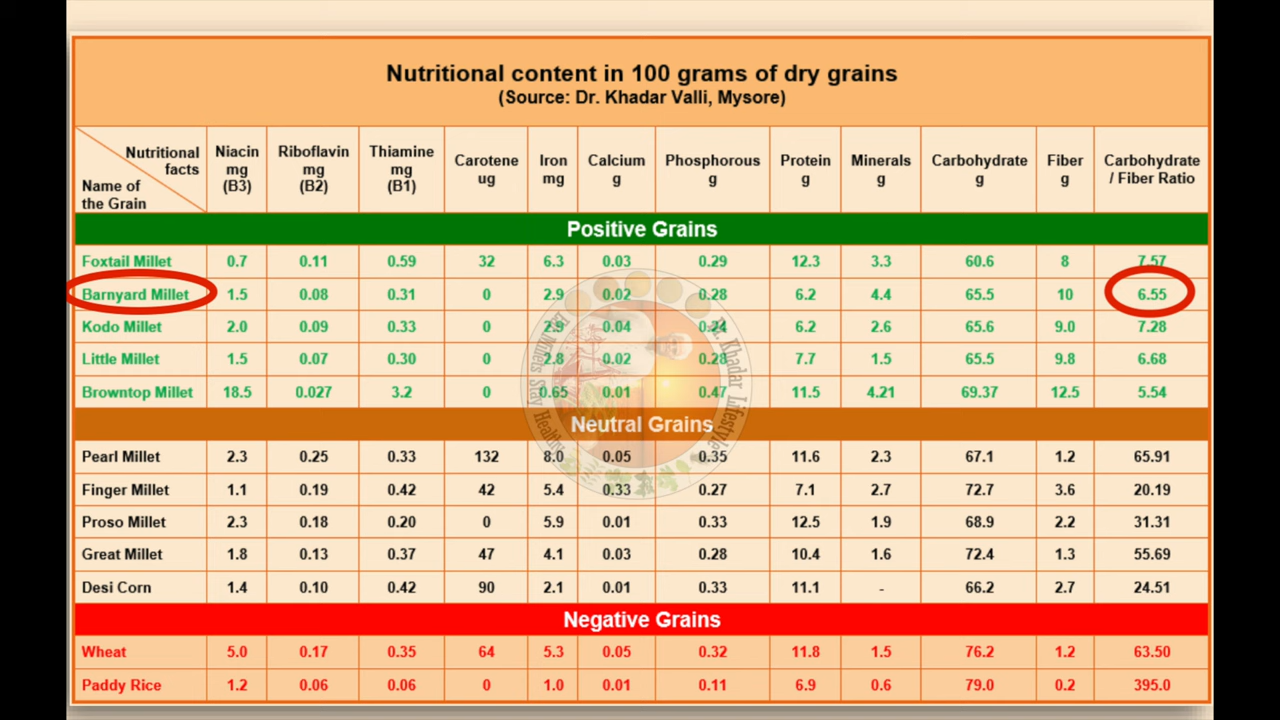 Nutritional content in 100 grams of dry grains
(Source: Dr. Khadar Valli, Mysore)
Nutritional facts Name of the Grain Niacin mg (B3) Riboflavin mg (B2) Thiamine mg (B1) Carotene ug Iron mg Calcium g Phosphorous g Protein g Minerals g Carbohydrate g Fiber g Carbohydrate / Fiber Ratio
Positive Grains
Foxtail Millet 0.7 0.11 0.59 32 6.3 0.03 0.29 12.3 3.3 60.6 8 7.57
Barnyard Millet 1.5 0.08 0.31 0 2.9 0.02 0.28 6.2 4.4 65.5 10 6.55
Kodo Millet 2.0 0.09 0.33 0 2.9 0.04 0.24 6.2 2.6 65.6 9.0 7.28
Little Millet 1.5 0.07 0.30 0 2.8 0.02 0.28 7.7 1.5 65.5 9.8 6.68
Browntop Millet 18.5 0.027 3.2 0 0.65 0.01 0.47 11.5 4.21 69.37 12.5 5.54
Neutral Grains
Pearl Millet 2.3 0.25 0.33 132 8.0 0.05 0.35 11.6 2.3 67.1 1.2 65.91
Finger Millet 1.1 0.19 0.42 42 5.4 0.33 0.27 7.1 2.7 72.7 3.6 20.19
Proso Millet 2.3 0.18 0.20 0 5.9 0.01 0.33 12.5 1.9 68.9 2.2 31.31
Great Millet 1.8 0.13 0.37 47 4.1 0.03 0.28 10.4 1.6 72.4 1.3 55.69
Desi Corn 1.4 0.10 0.42 90 2.1 0.01 0.33 11.1 - 66.2 2.7 24.51
Negative Grains
Wheat 5.0 0.17 0.35 64 5.3 0.05 0.32 11.8 1.5 76.2 1.2 63.50
Paddy Rice 1.2 0.06 0.06 0 1.0 0.01 0.11 6.9 0.6 79.0 0.2 395.0
Eat Millets Stay Healthy
Dr. Khadar Lifestyle